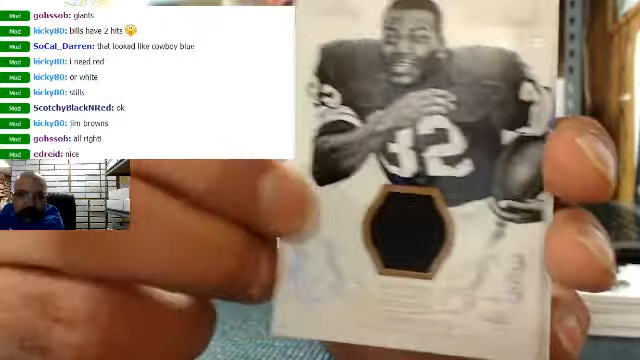 Mod gohssob: giants
Mod kicky80: bills have 2 hits 😲
Mod SoCal_Darren: that looked like cowboy blue
Mod kicky80: i need red
Mod kicky80: or white
Mod kicky80: stills
Mod ScotchyBlackNRed: ok
Mod kicky80: jim browns
Mod gohssob: all right!
Mod edreid: nice
32